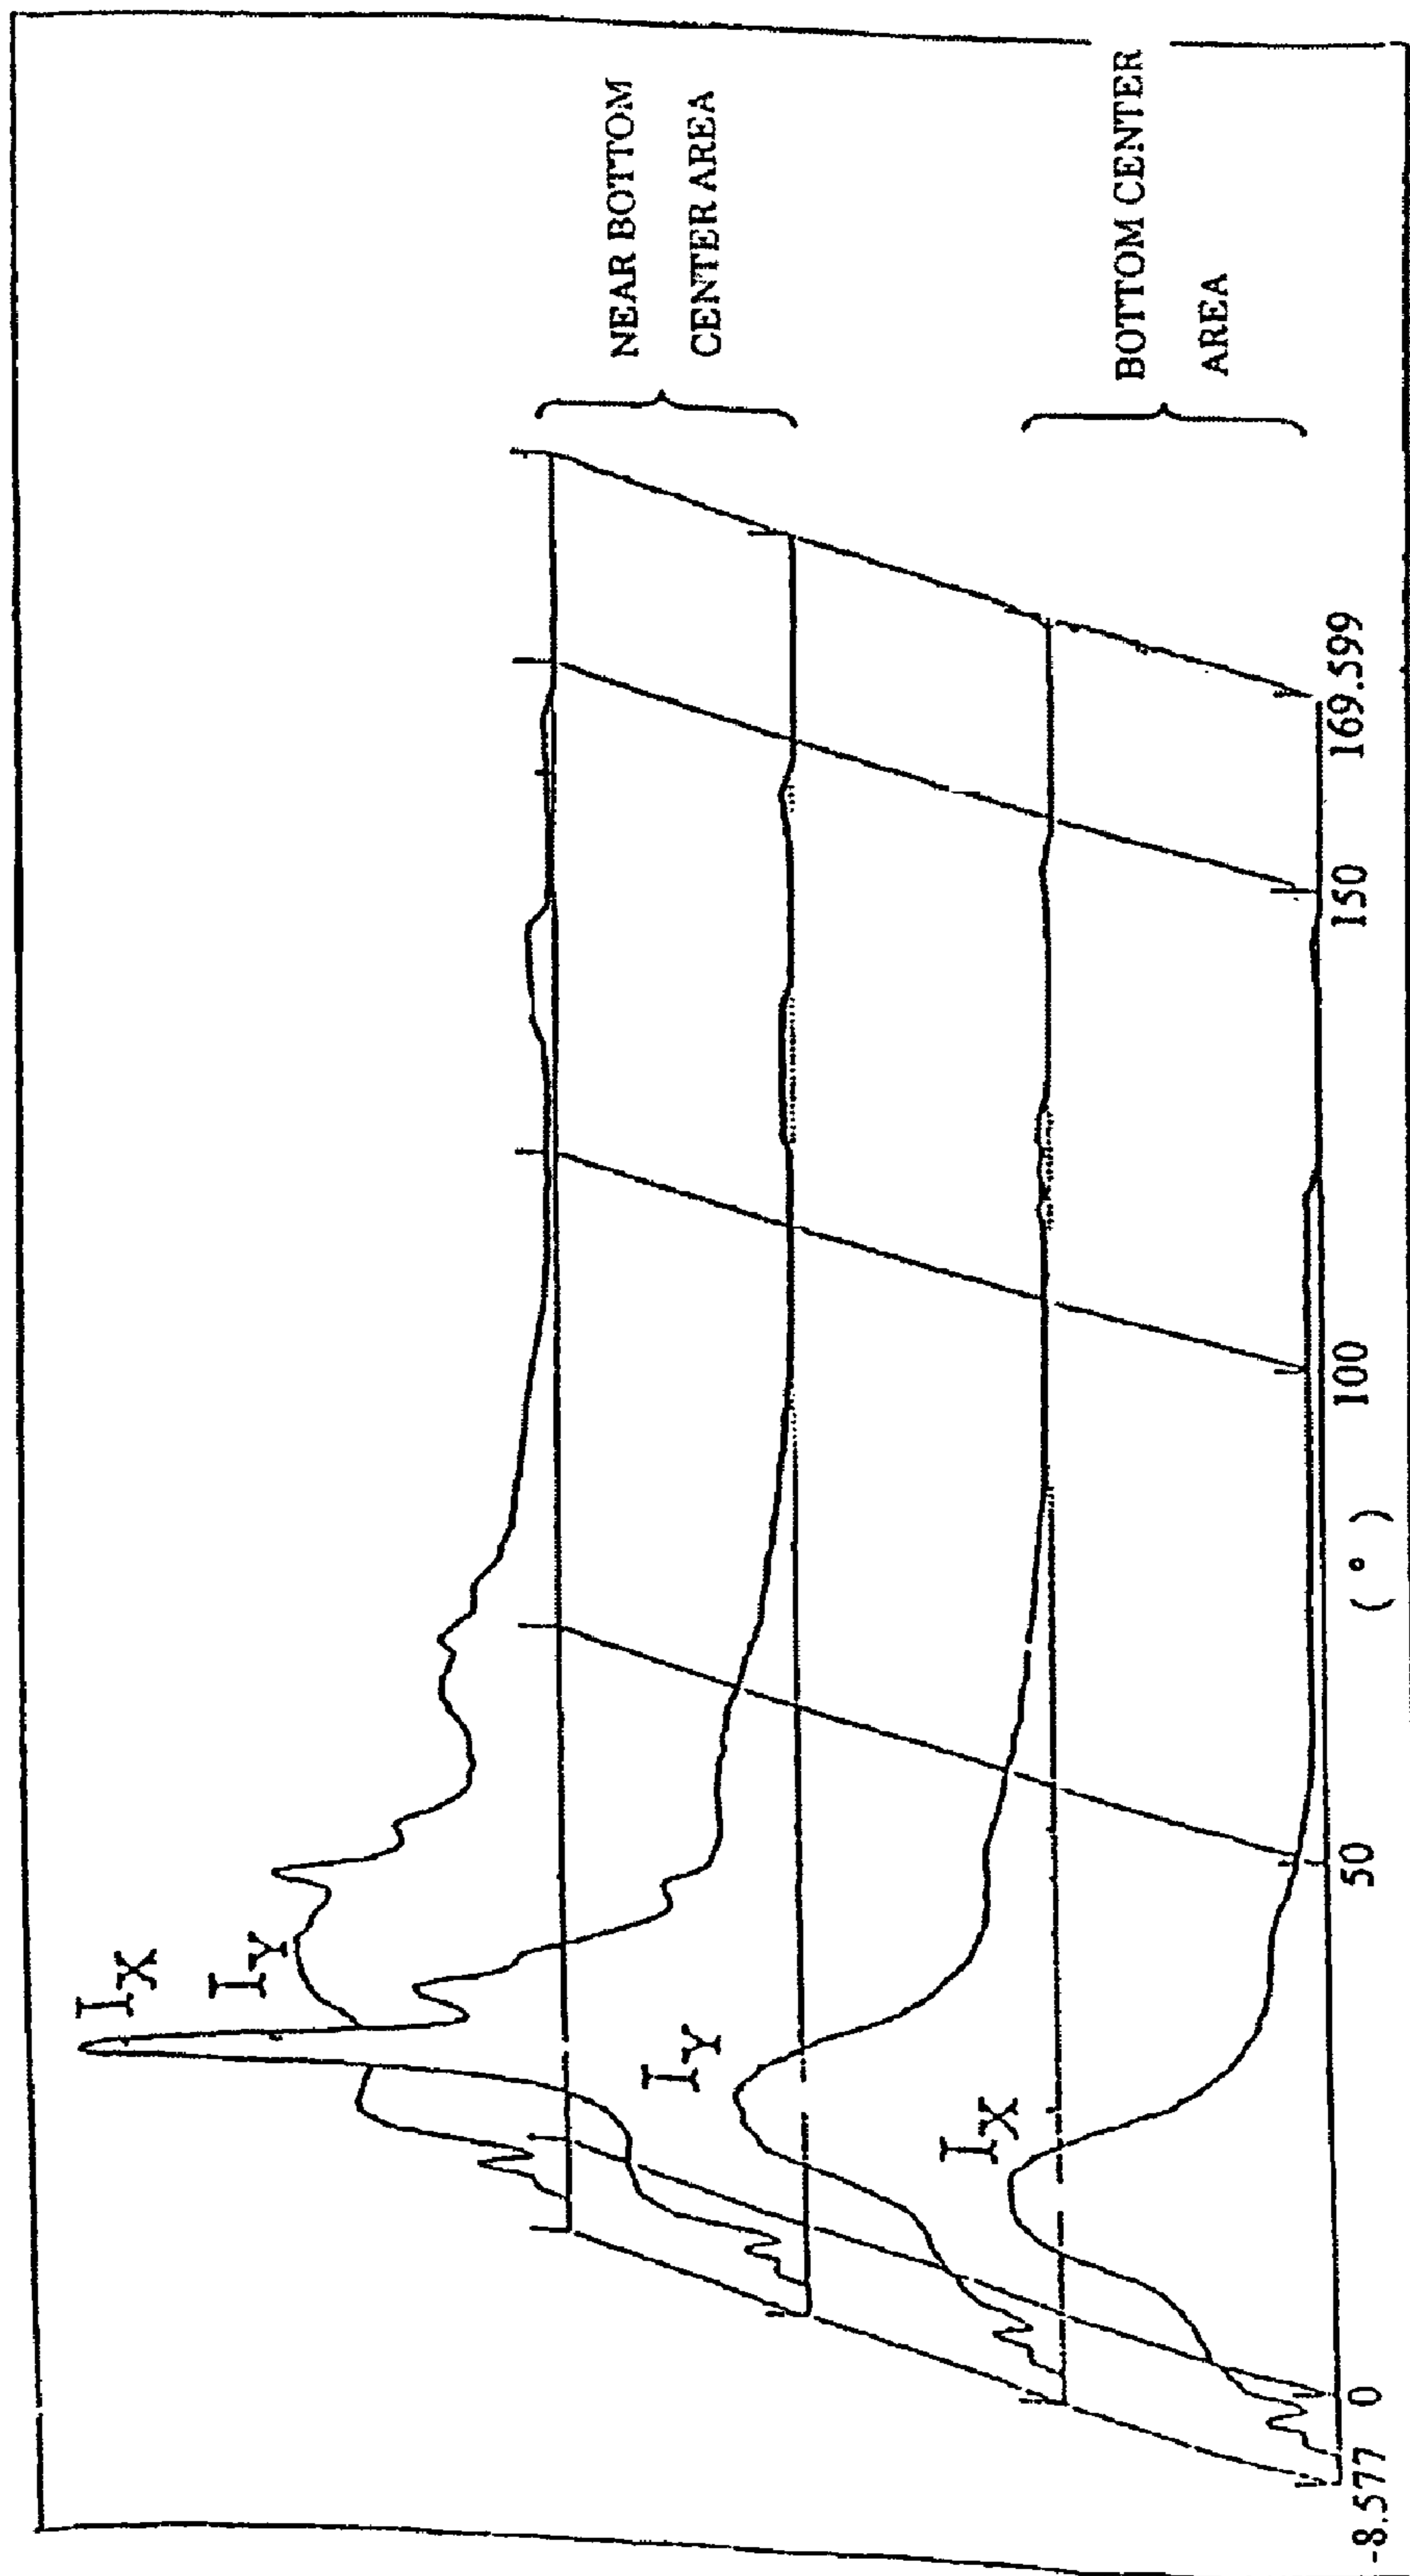 NEAR BOTTOM
CENTER AREA
BOTTOM CENTER
AREA
IX
IY
IY
IX
-8.577 0 50 100 150 169.599
( ° )